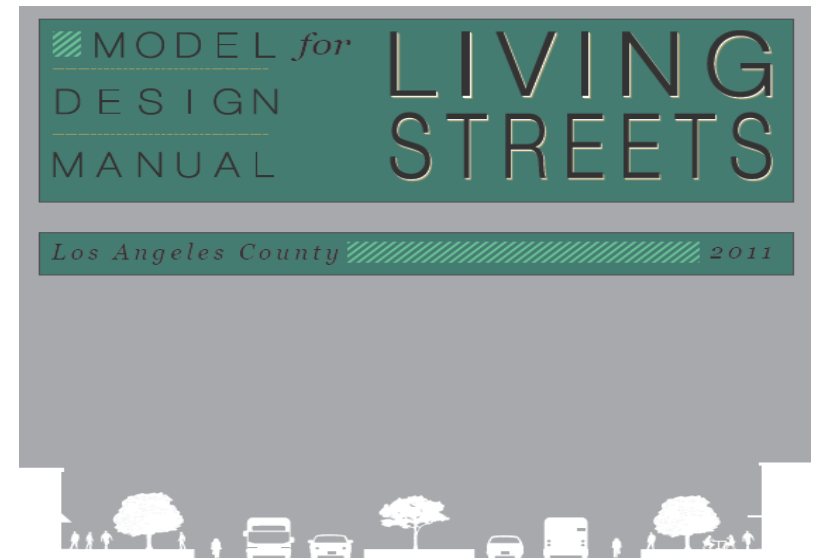 MODEL for
DESIGN
MANUAL
LIVING
STREETS
Los Angeles County 2011